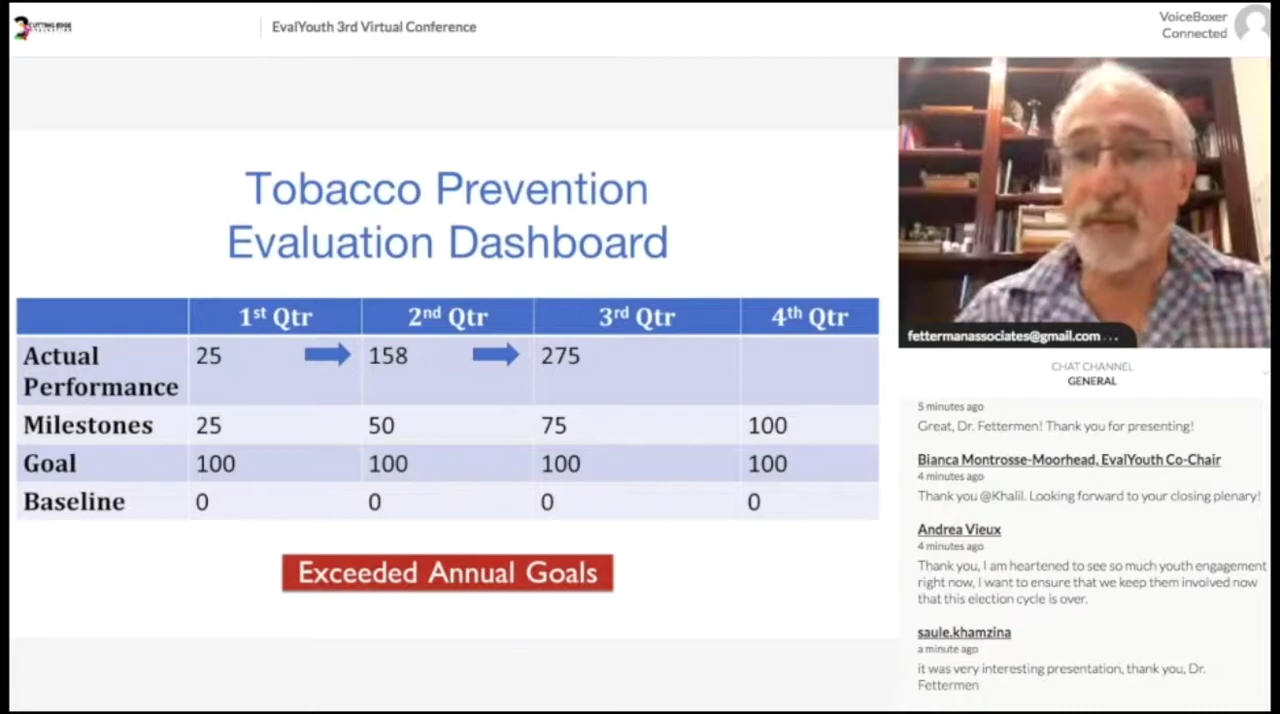 CUTTING EDGE
EvalYouth 3rd Virtual Conference
VoiceBoxer
Connected
Tobacco Prevention
Evaluation Dashboard
1st Qtr 2nd Qtr 3rd Qtr 4th Qtr
Actual Performance 25 158 275
Milestones 25 50 75 100
Goal 100 100 100 100
Baseline 0 0 0 0
Exceeded Annual Goals
fettermanassociates@gmail.com ...
CHAT CHANNEL
GENERAL
5 minutes ago
Great, Dr. Fettermen! Thank you for presenting!
Bianca Montrosse-Moorhead, EvalYouth Co-Chair
4 minutes ago
Thank you @Khalil. Looking forward to your closing plenary!
Andrea Vieux
4 minutes ago
Thank you, I am heartened to see so much youth engagement
right now, I want to ensure that we keep them involved now
that this election cycle is over.
saule.khamzina
a minute ago
it was very interesting presentation, thank you, Dr.
Fettermen